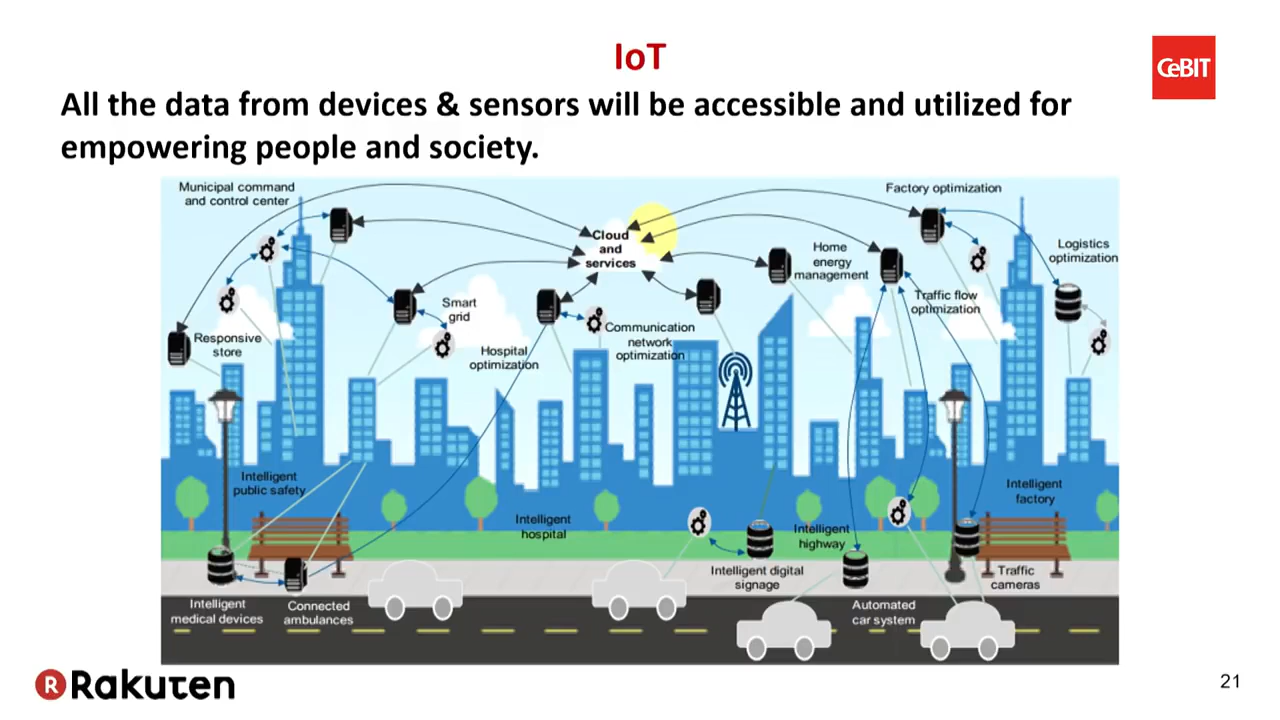 IoT
CeBIT
All the data from devices & sensors will be accessible and utilized for
empowering people and society.
Municipal command
and control center
Factory optimization
Cloud
and
services
Home
energy
management
Logistics
optimization
Smart
grid
Traffic flow
optimization
Responsive
store
Communication
network
optimization
Hospital
optimization
Intelligent
public safety
Intelligent
factory
Intelligent
hospital
Intelligent
highway
Intelligent digital
signage
Traffic
cameras
Intelligent
medical devices
Connected
ambulances
Automated
car system
R Rakuten
21